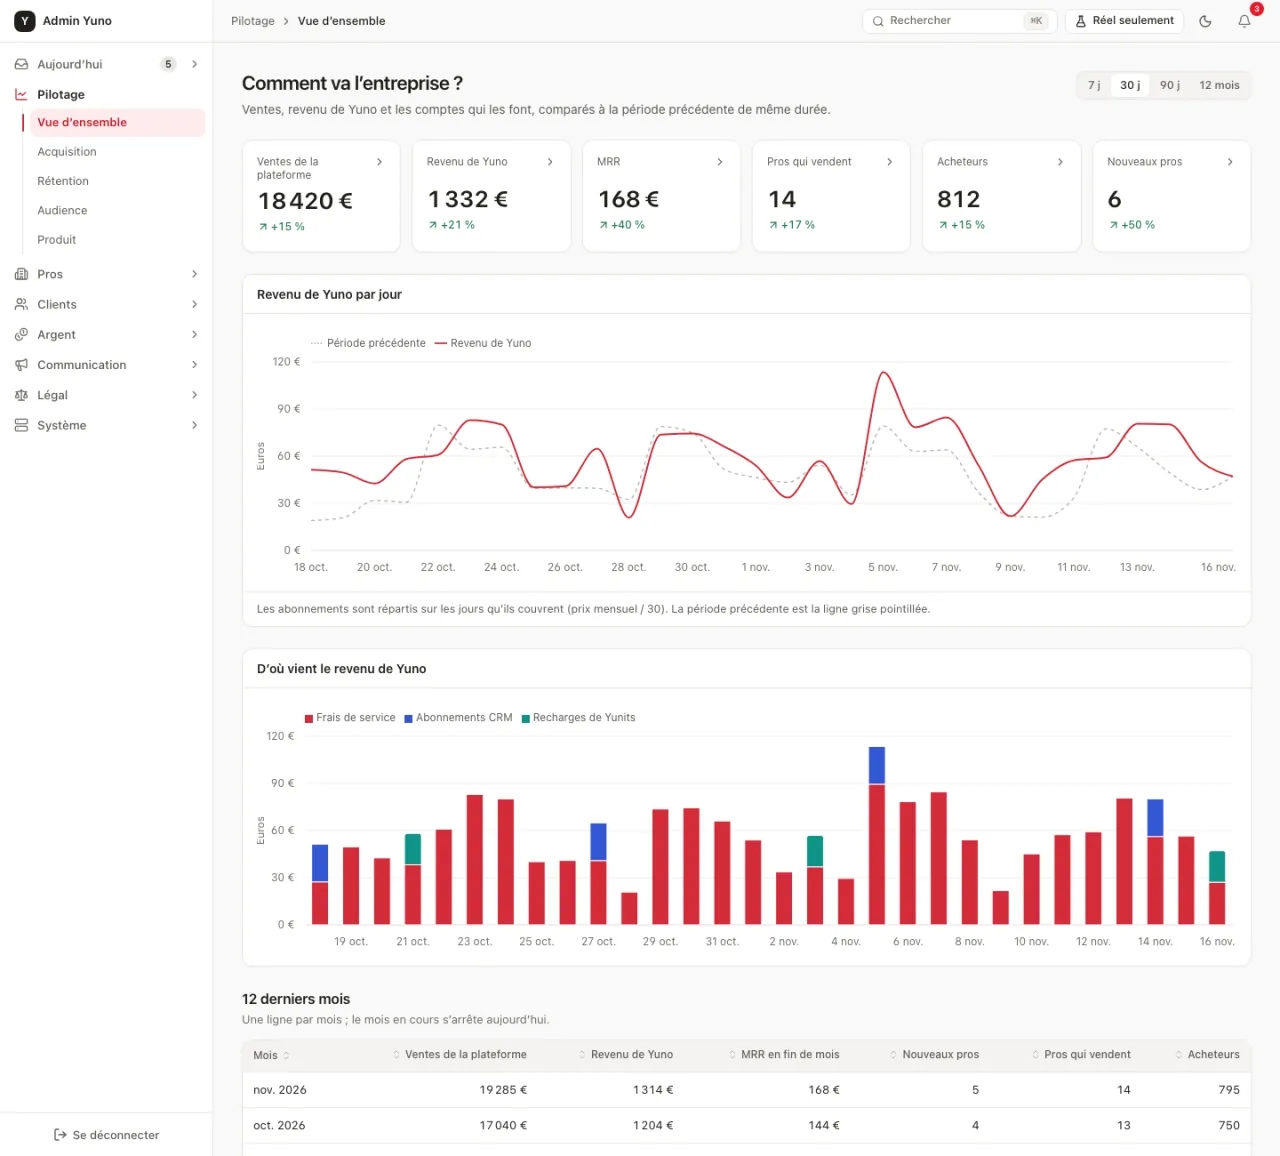 Y Admin Yuno
Pilotage > Vue d'ensemble
Rechercher ⌘K
Réel seulement
3
Aujourd'hui 5
Pilotage
Vue d'ensemble
Acquisition
Rétention
Audience
Produit
Pros
Clients
Argent
Communication
Légal
Système
Se déconnecter
Comment va l'entreprise ?
Ventes, revenu de Yuno et les comptes qui les font, comparés à la période précédente de même durée.
7 j 30 j 90 j 12 mois
Ventes de la
plateforme
18 420 €
+15 %
Revenu de Yuno
1 332 €
+21 %
MRR
168 €
+40 %
Pros qui vendent
14
+17 %
Acheteurs
812
+15 %
Nouveaux pros
6
+50 %
Revenu de Yuno par jour
Période précédente Revenu de Yuno
Euros
120 €
90 €
60 €
30 €
0 €
18 oct. 20 oct. 22 oct. 24 oct. 26 oct. 28 oct. 30 oct. 1 nov. 3 nov. 5 nov. 7 nov. 9 nov. 11 nov. 13 nov. 16 nov.
Les abonnements sont répartis sur les jours qu'ils couvrent (prix mensuel / 30). La période précédente est la ligne grise pointillée.
D'où vient le revenu de Yuno
Frais de service Abonnements CRM Recharges de Yunits
Euros
120 €
90 €
60 €
30 €
0 €
19 oct. 21 oct. 23 oct. 25 oct. 27 oct. 29 oct. 31 oct. 2 nov. 4 nov. 6 nov. 8 nov. 10 nov. 12 nov. 14 nov. 16 nov.
12 derniers mois
Une ligne par mois ; le mois en cours s'arrête aujourd'hui.
Mois Ventes de la plateforme Revenu de Yuno MRR en fin de mois Nouveaux pros Pros qui vendent Acheteurs
nov. 2026 19 285 € 1 314 € 168 € 5 14 795
oct. 2026 17 040 € 1 204 € 144 € 4 13 750